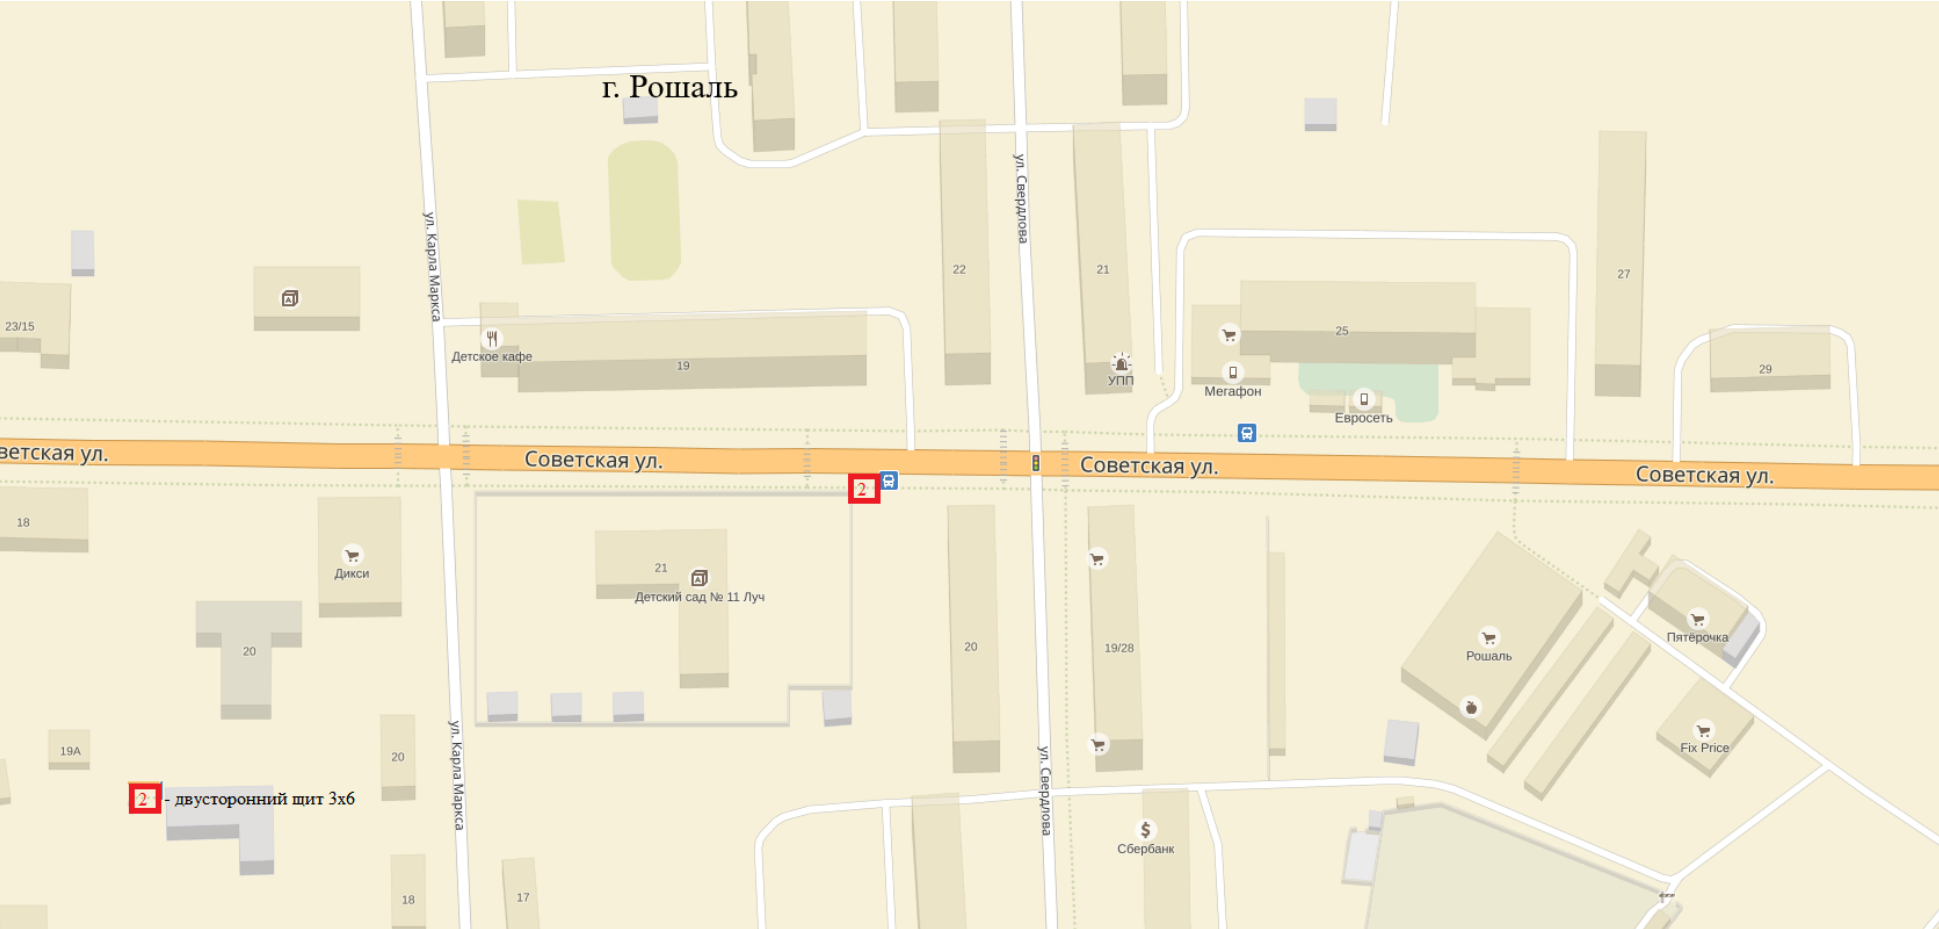 г. Рошаль
ул. Карла Маркса
ул. Свердлова
22
21
27
23/15
Детское кафе
19
УПП
25
Мегафон
Евросеть
29
ветская ул.
Советская ул.
Советская ул.
Советская ул.
2
18
Дикси
21
Детский сад № 11 Луч
20
20
19/28
Рошаль
Пятёрочка
Fix Price
19А
20
ул. Карла Маркса
ул. Свердлова
2 - двусторонний щит 3х6
Сбербанк
18
17